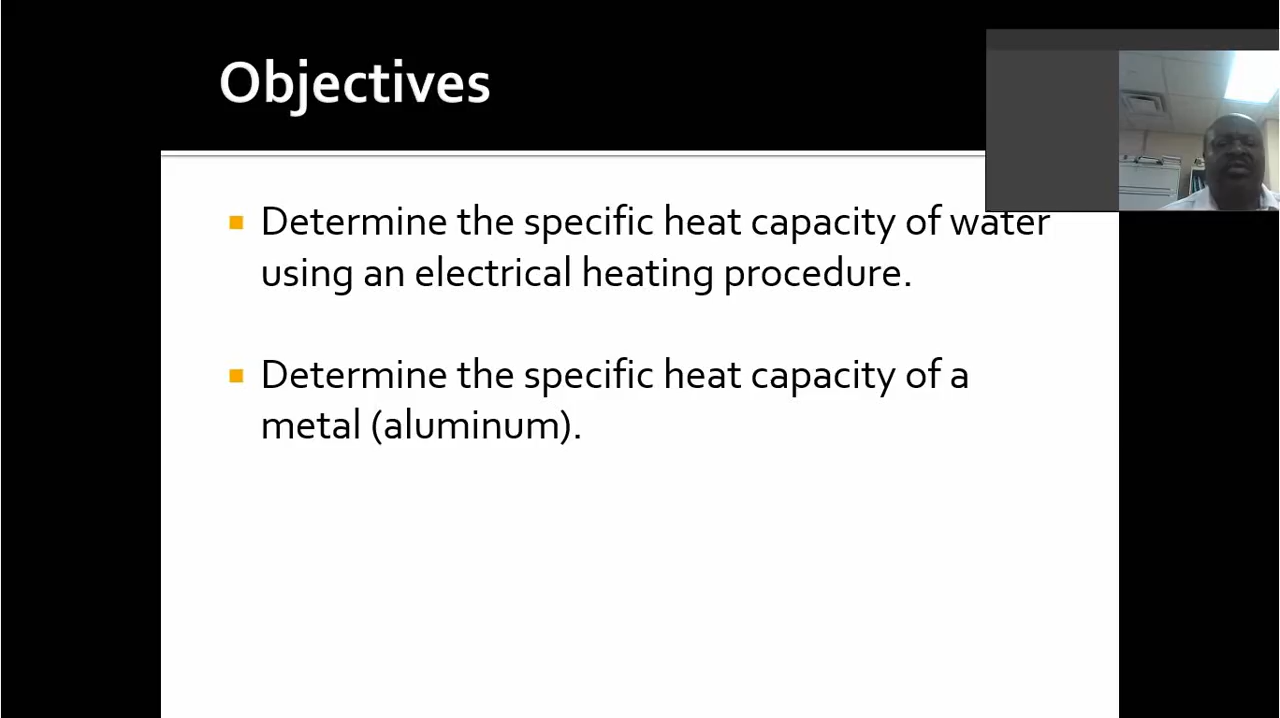 Objectives
Determine the specific heat capacity of water
using an electrical heating procedure.
Determine the specific heat capacity of a
metal (aluminum).